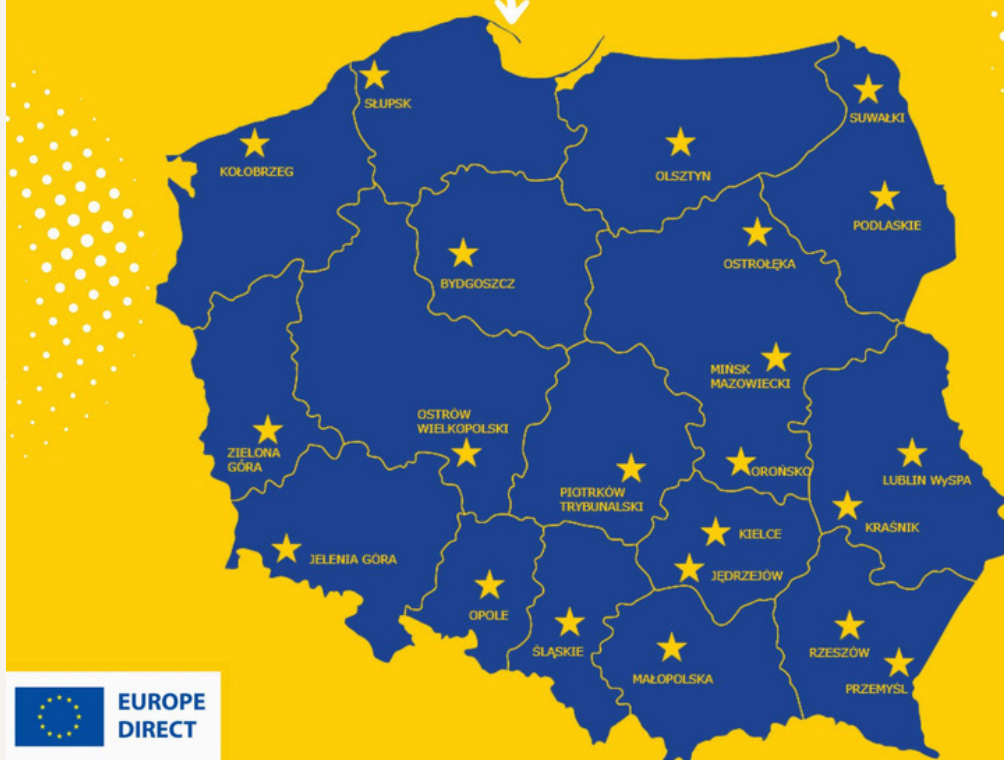 SŁUPSK
SUWAŁKI
KOŁOBRZEG
OLSZTYN
PODLASKIE
OSTROŁĘKA
BYDGOSZCZ
MIŃSK
MAZOWIECKI
OSTRÓW
WIELKOPOLSKI
ZIELONA
GÓRA
OROŃSKO
LUBLIN WySPA
PIOTRKÓW
TRYBUNALSKI
KRAŚNIK
KIELCE
JELENIA GÓRA
JĘDRZEJÓW
OPOLE
ŚLĄSKIE
RZESZÓW
MAŁOPOLSKA
PRZEMYŚL
EUROPE
DIRECT